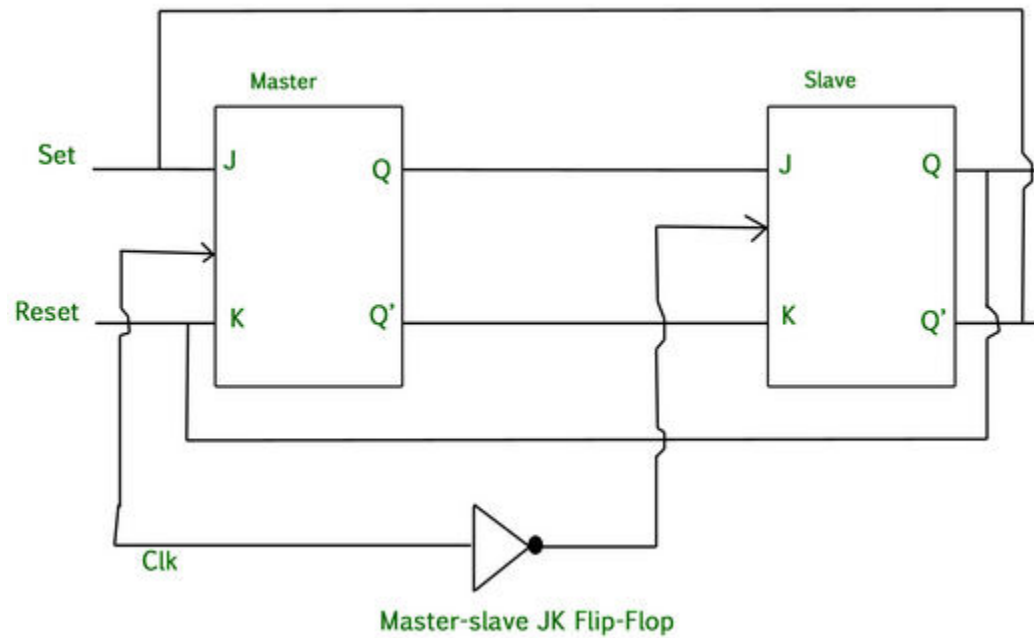 Master
Slave
Set
J
Q
J
Q
Reset
K
Q'
K
Q'
Clk
Master-slave JK Flip-Flop